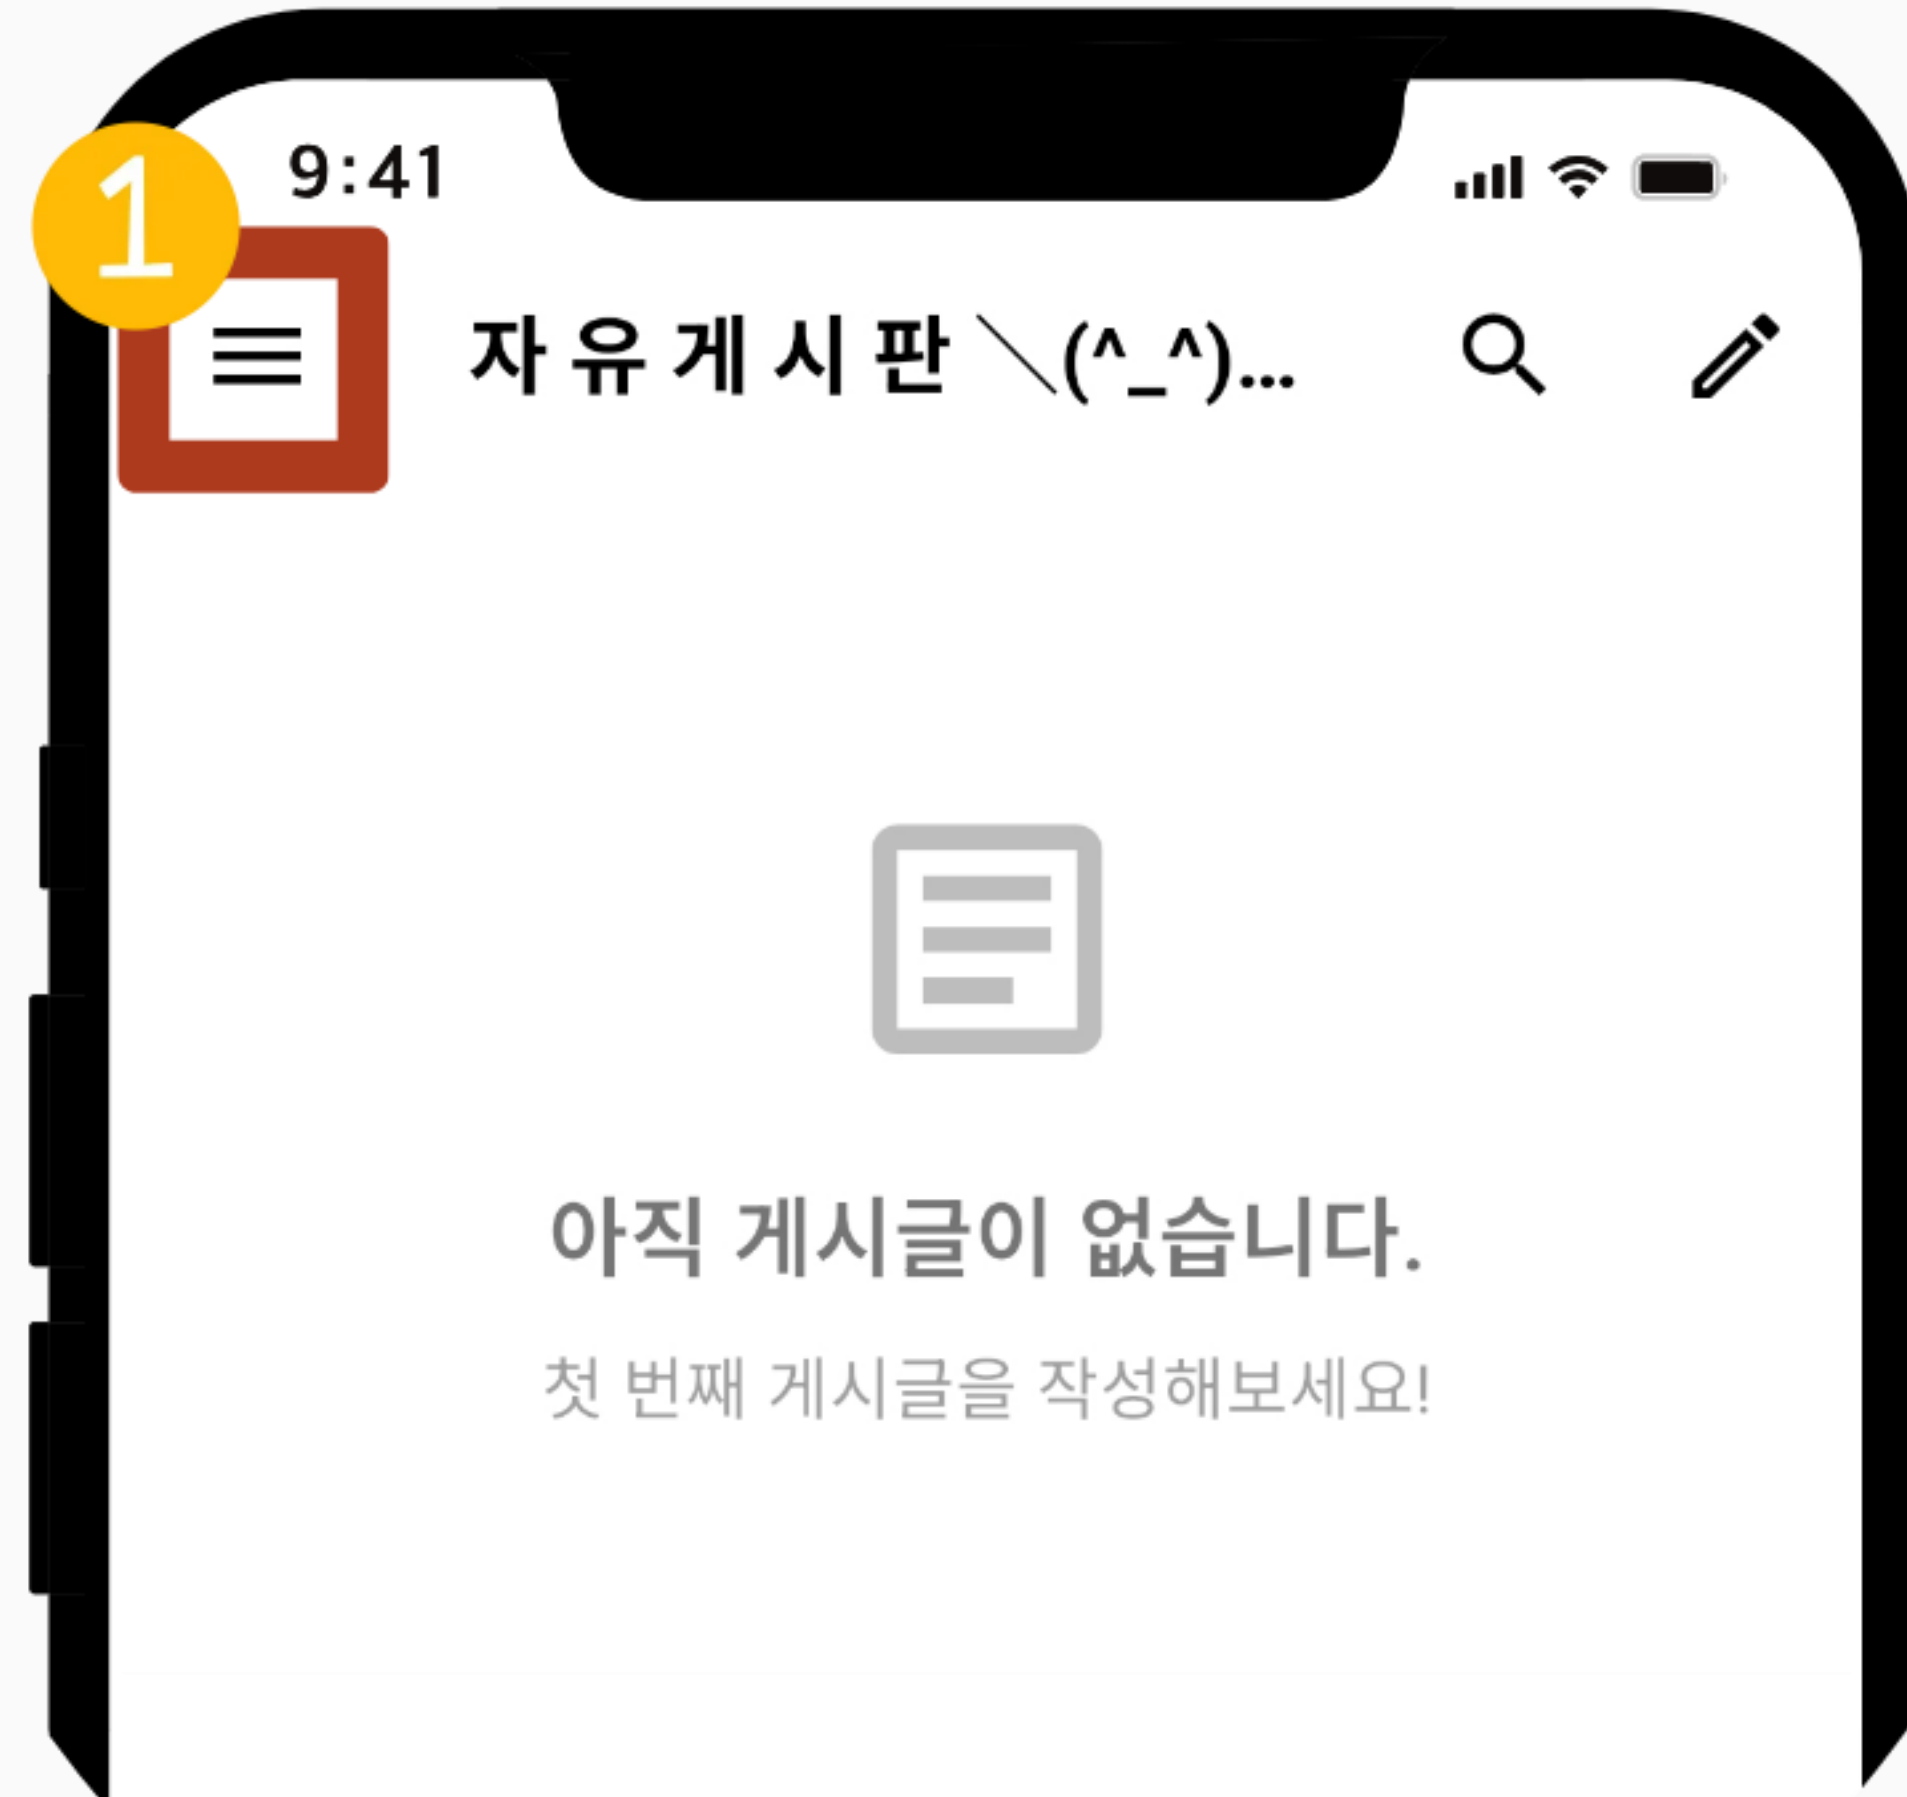 1
9:41
자 유 게 시 판 ＼(^_^)...
아직 게시글이 없습니다.
첫 번째 게시글을 작성해보세요!